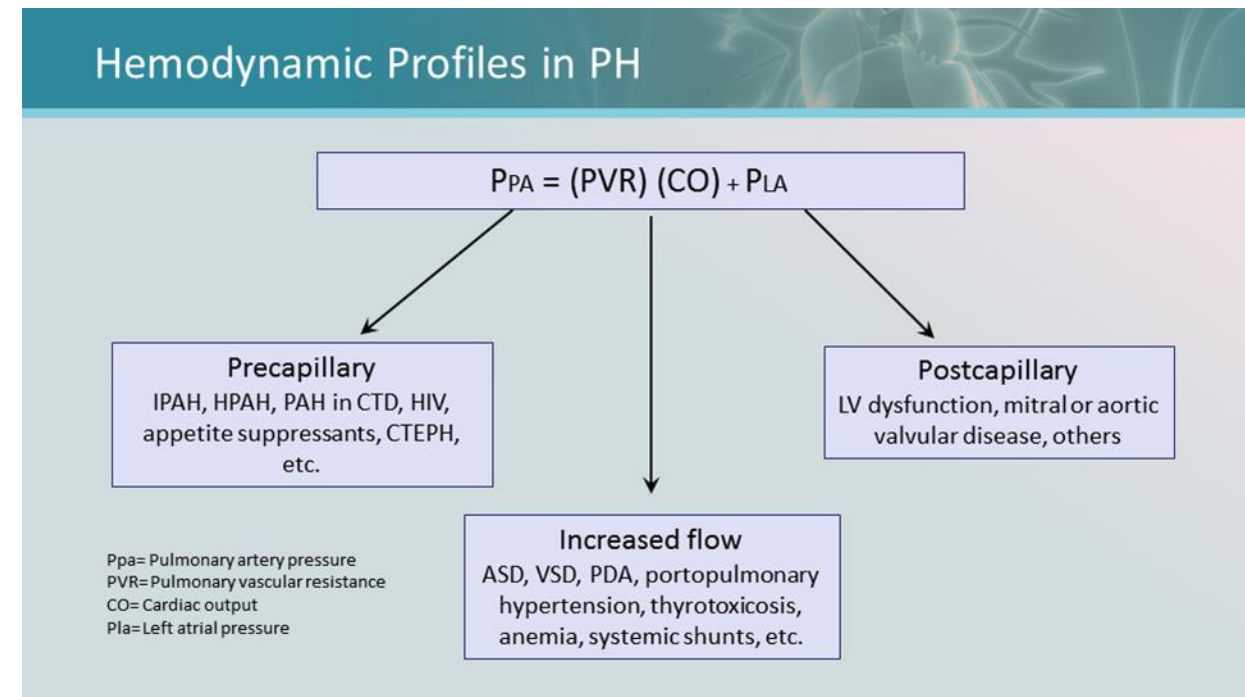 Hemodynamic Profiles in PH
PPA = (PVR) (CO) + PLA
Precapillary
IPAH, HPAH, PAH in CTD, HIV,
appetite suppressants, CTEPH,
etc.
Postcapillary
LV dysfunction, mitral or aortic
valvular disease, others
Increased flow
ASD, VSD, PDA, portopulmonary
hypertension, thyrotoxicosis,
anemia, systemic shunts, etc.
Ppa= Pulmonary artery pressure
PVR= Pulmonary vascular resistance
CO= Cardiac output
Pla= Left atrial pressure